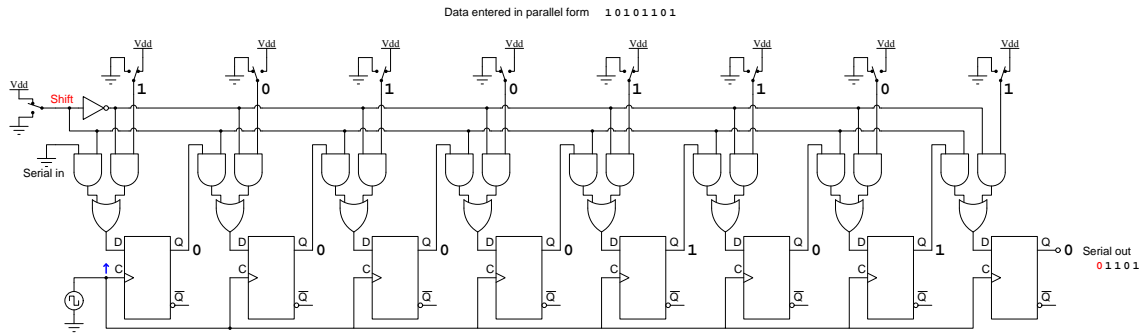 Data entered in parallel form 1 0 1 0 1 1 0 1
Vdd Vdd Vdd Vdd Vdd Vdd Vdd Vdd
Vdd
1 0 1 0 1 1 0 1
Shift
Serial in
D Q D Q D Q D Q D Q D Q D Q D Q
0 0 0 0 1 0 1 0 Serial out
0 1 1 0 1
C C C C C C C C
Q Q Q Q Q Q Q Q